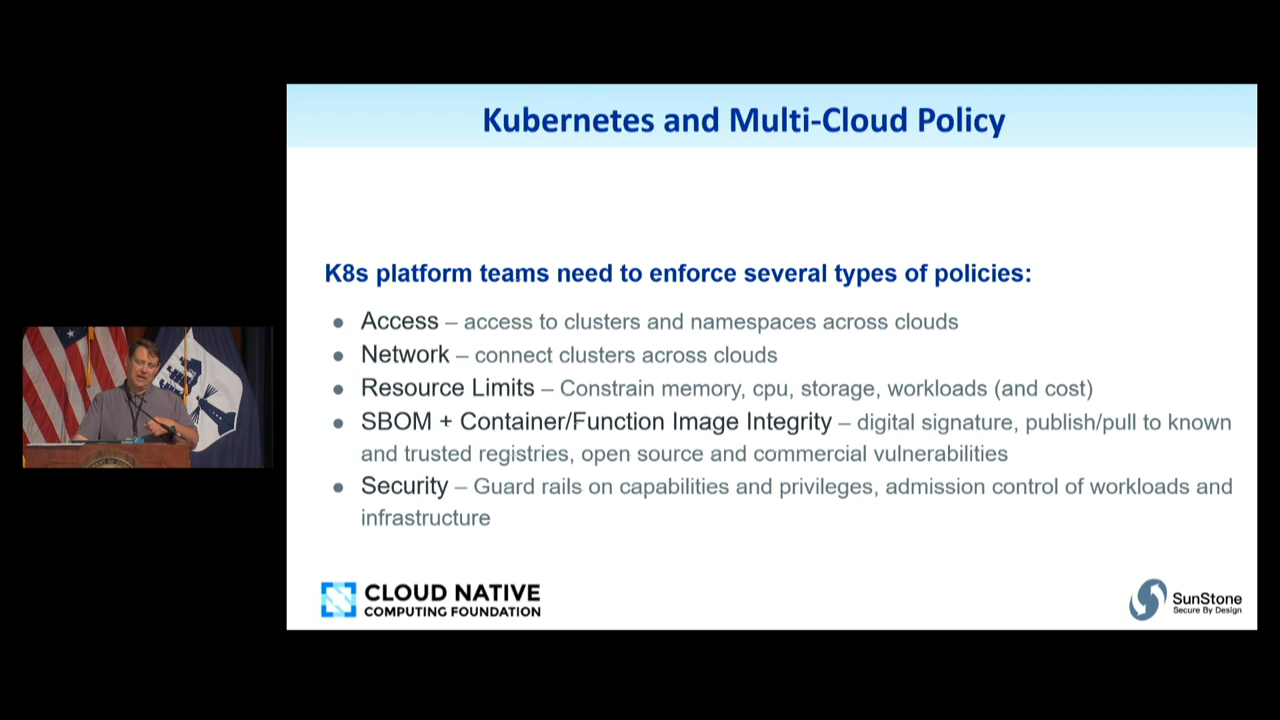 Kubernetes and Multi-Cloud Policy
K8s platform teams need to enforce several types of policies:
● Access – access to clusters and namespaces across clouds
● Network – connect clusters across clouds
● Resource Limits – Constrain memory, cpu, storage, workloads (and cost)
● SBOM + Container/Function Image Integrity – digital signature, publish/pull to known
and trusted registries, open source and commercial vulnerabilities
● Security – Guard rails on capabilities and privileges, admission control of workloads and
infrastructure
CLOUD NATIVE
COMPUTING FOUNDATION
SunStone
Secure By Design